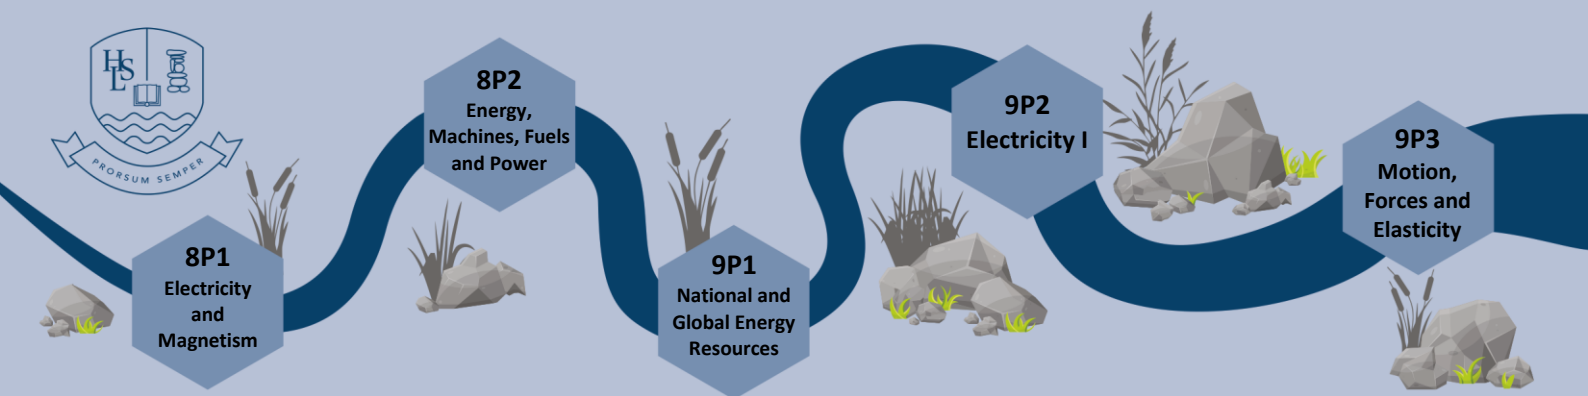 HLS
PRORSUM SEMPER
8P1
Electricity
and
Magnetism
8P2
Energy,
Machines, Fuels
and Power
9P1
National and
Global Energy
Resources
9P2
Electricity I
9P3
Motion,
Forces and
Elasticity